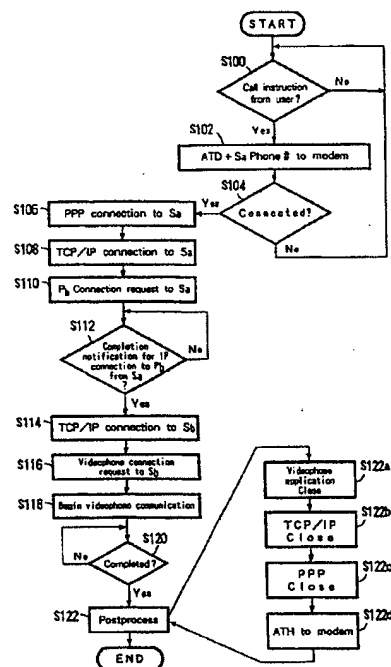 START
S100
Call instruction
from user?
No
Yes
S102
ATD + Sa Phone # to modem
S104
Connected?
Yes
No
S106
PPP connection to Sa
S108
TCP/IP connection to Sa
S110
Pb Connection request to Sa
S112
Completion
notification for IP
connection to Pb
from Sa
?
No
Yes
S114
TCP/IP connection to Sb
S116
Videophone connection
request to Sb
S118
Begin videophone communication
S120
Completed?
No
Yes
S122
Postprocess
END
S122a
Videophone
application
Close
S122b
TCP/IP
Close
S122c
PPP
Close
S122d
ATH to modem